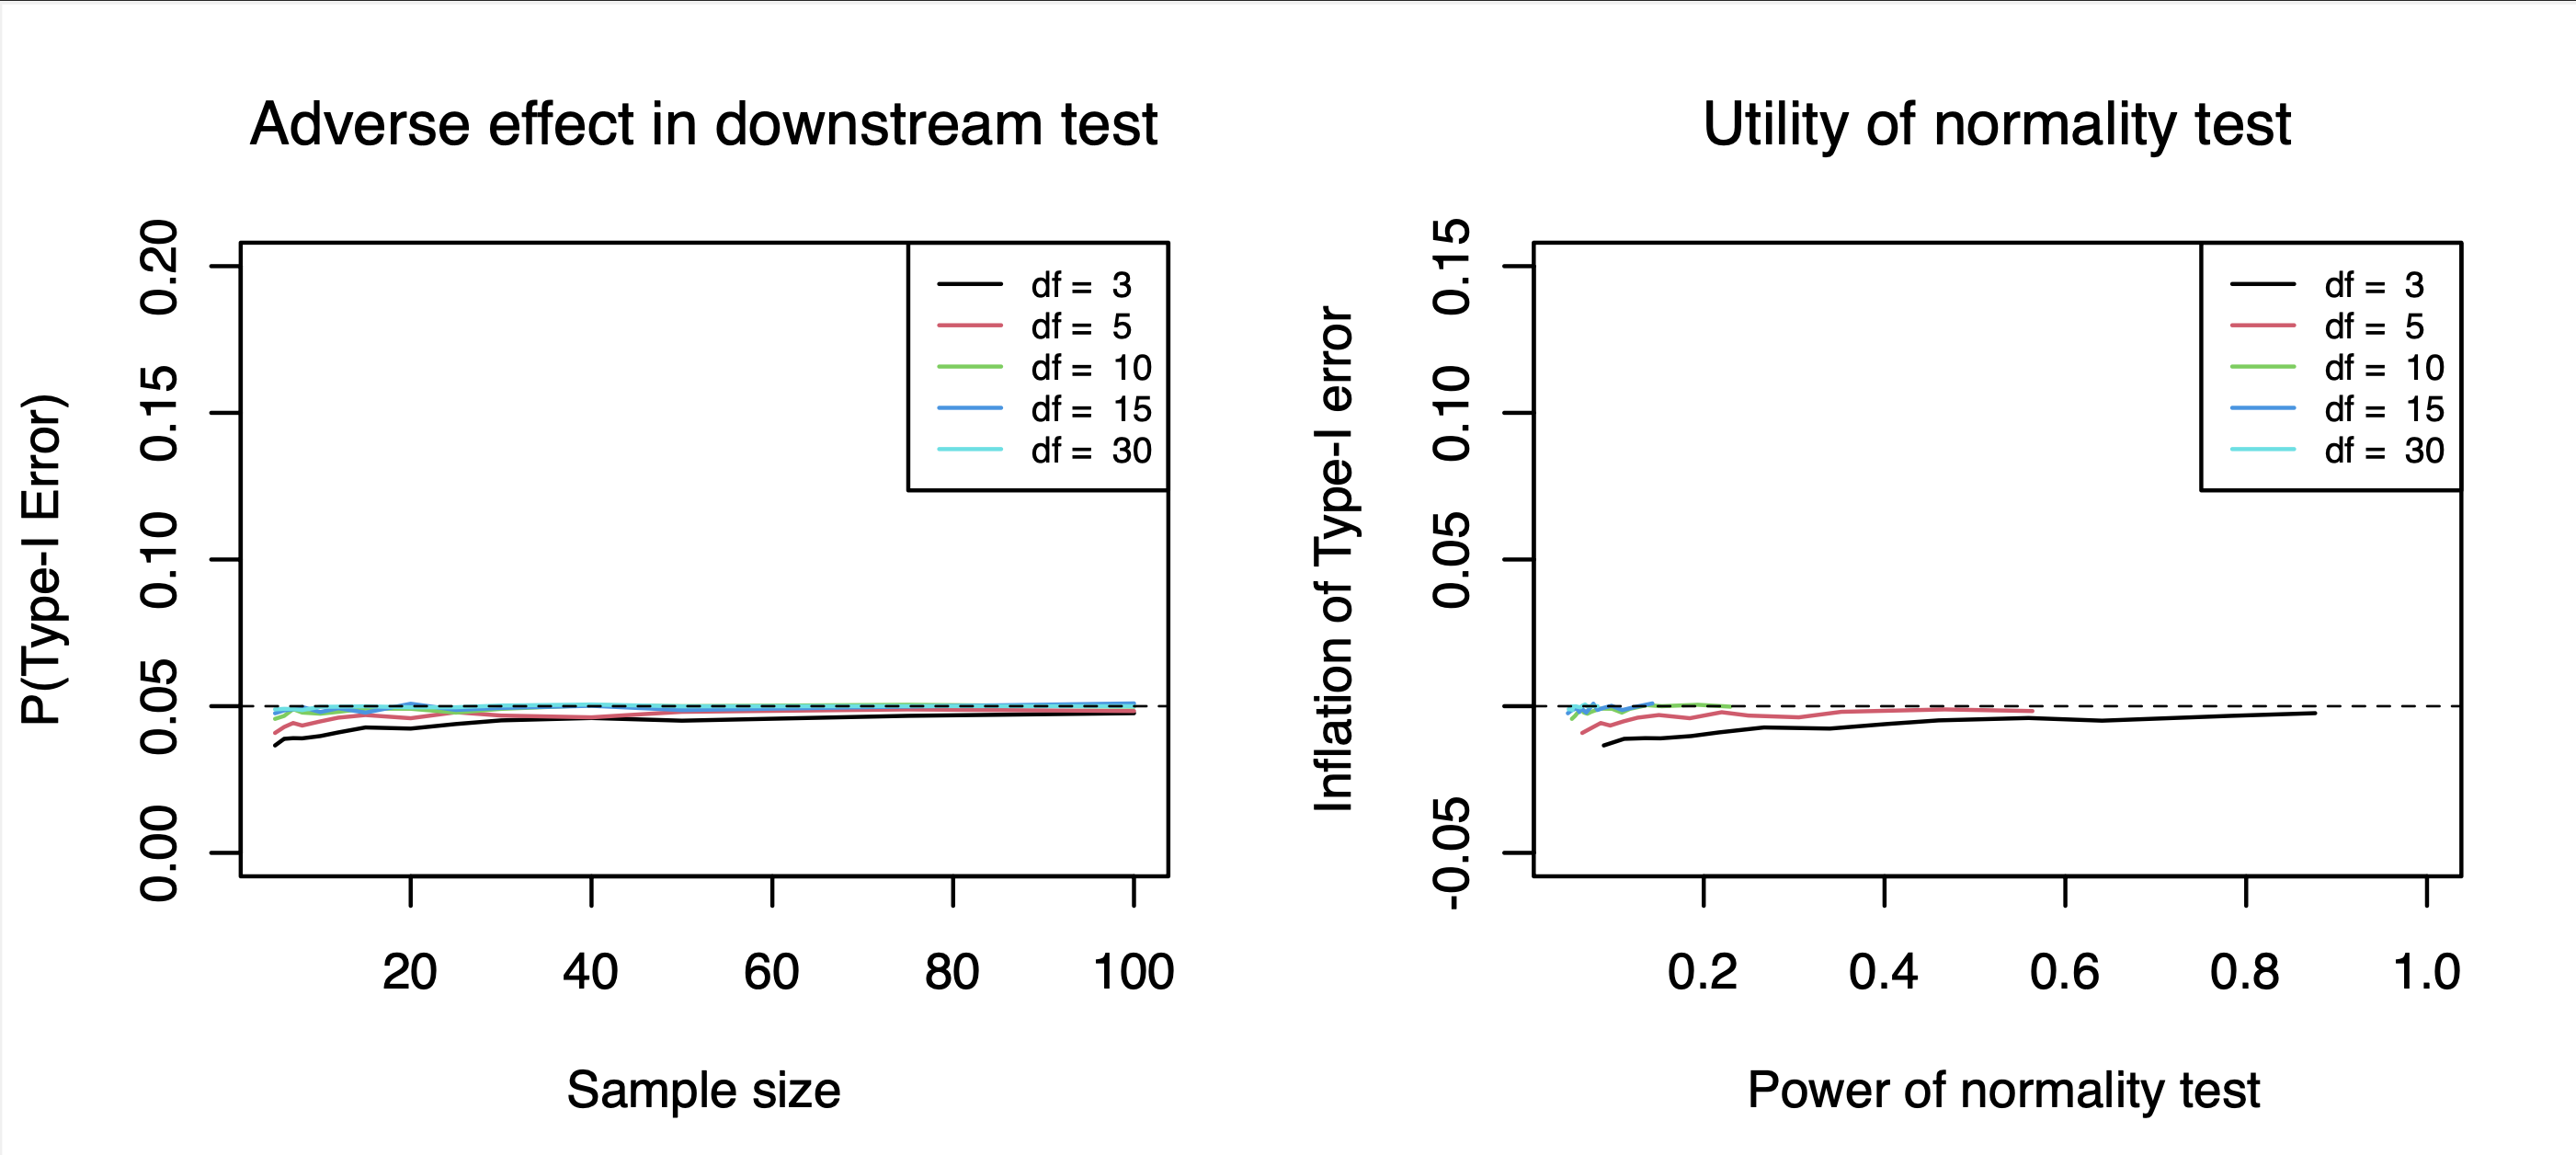 Adverse effect in downstream test
P(Type-I Error)
0.20
0.15
0.10
0.05
0.00
df = 3
df = 5
df = 10
df = 15
df = 30
20 40 60 80 100
Sample size
Utility of normality test
Inflation of Type-I error
0.15
0.10
0.05
-0.05
df = 3
df = 5
df = 10
df = 15
df = 30
0.2 0.4 0.6 0.8 1.0
Power of normality test